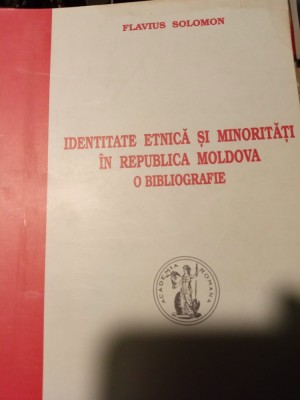 FLAVIUS SOLOMON
IDENTITATE ETNICĂ ȘI MINORITĂȚI
ÎN REPUBLICA MOLDOVA
O BIBLIOGRAFIE
ACADEMIA ROMANA